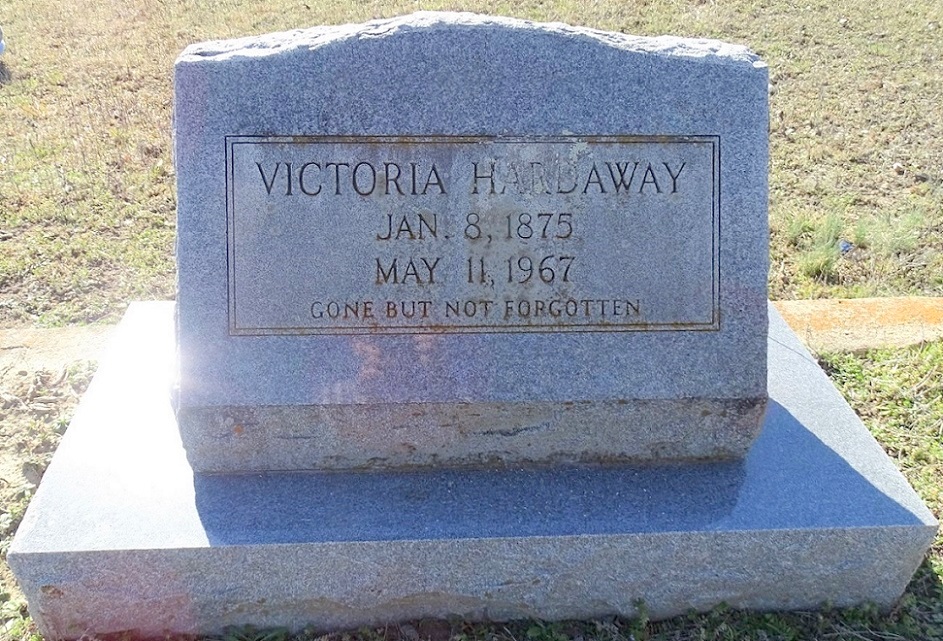 VICTORIA HARDAWAY
JAN. 8, 1875
MAY 11, 1967
GONE BUT NOT FORGOTTEN